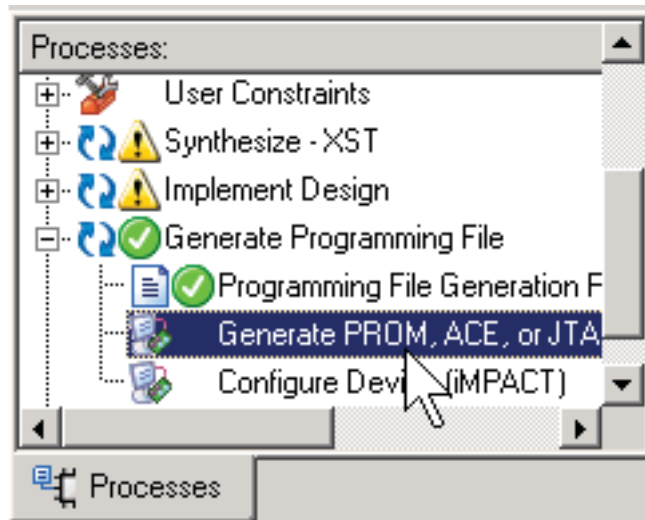 Processes:
User Constraints
Synthesize - XST
Implement Design
Generate Programming File
Programming File Generation F
Generate PROM, ACE, or JTA
Configure Devi (iMPACT)
Processes